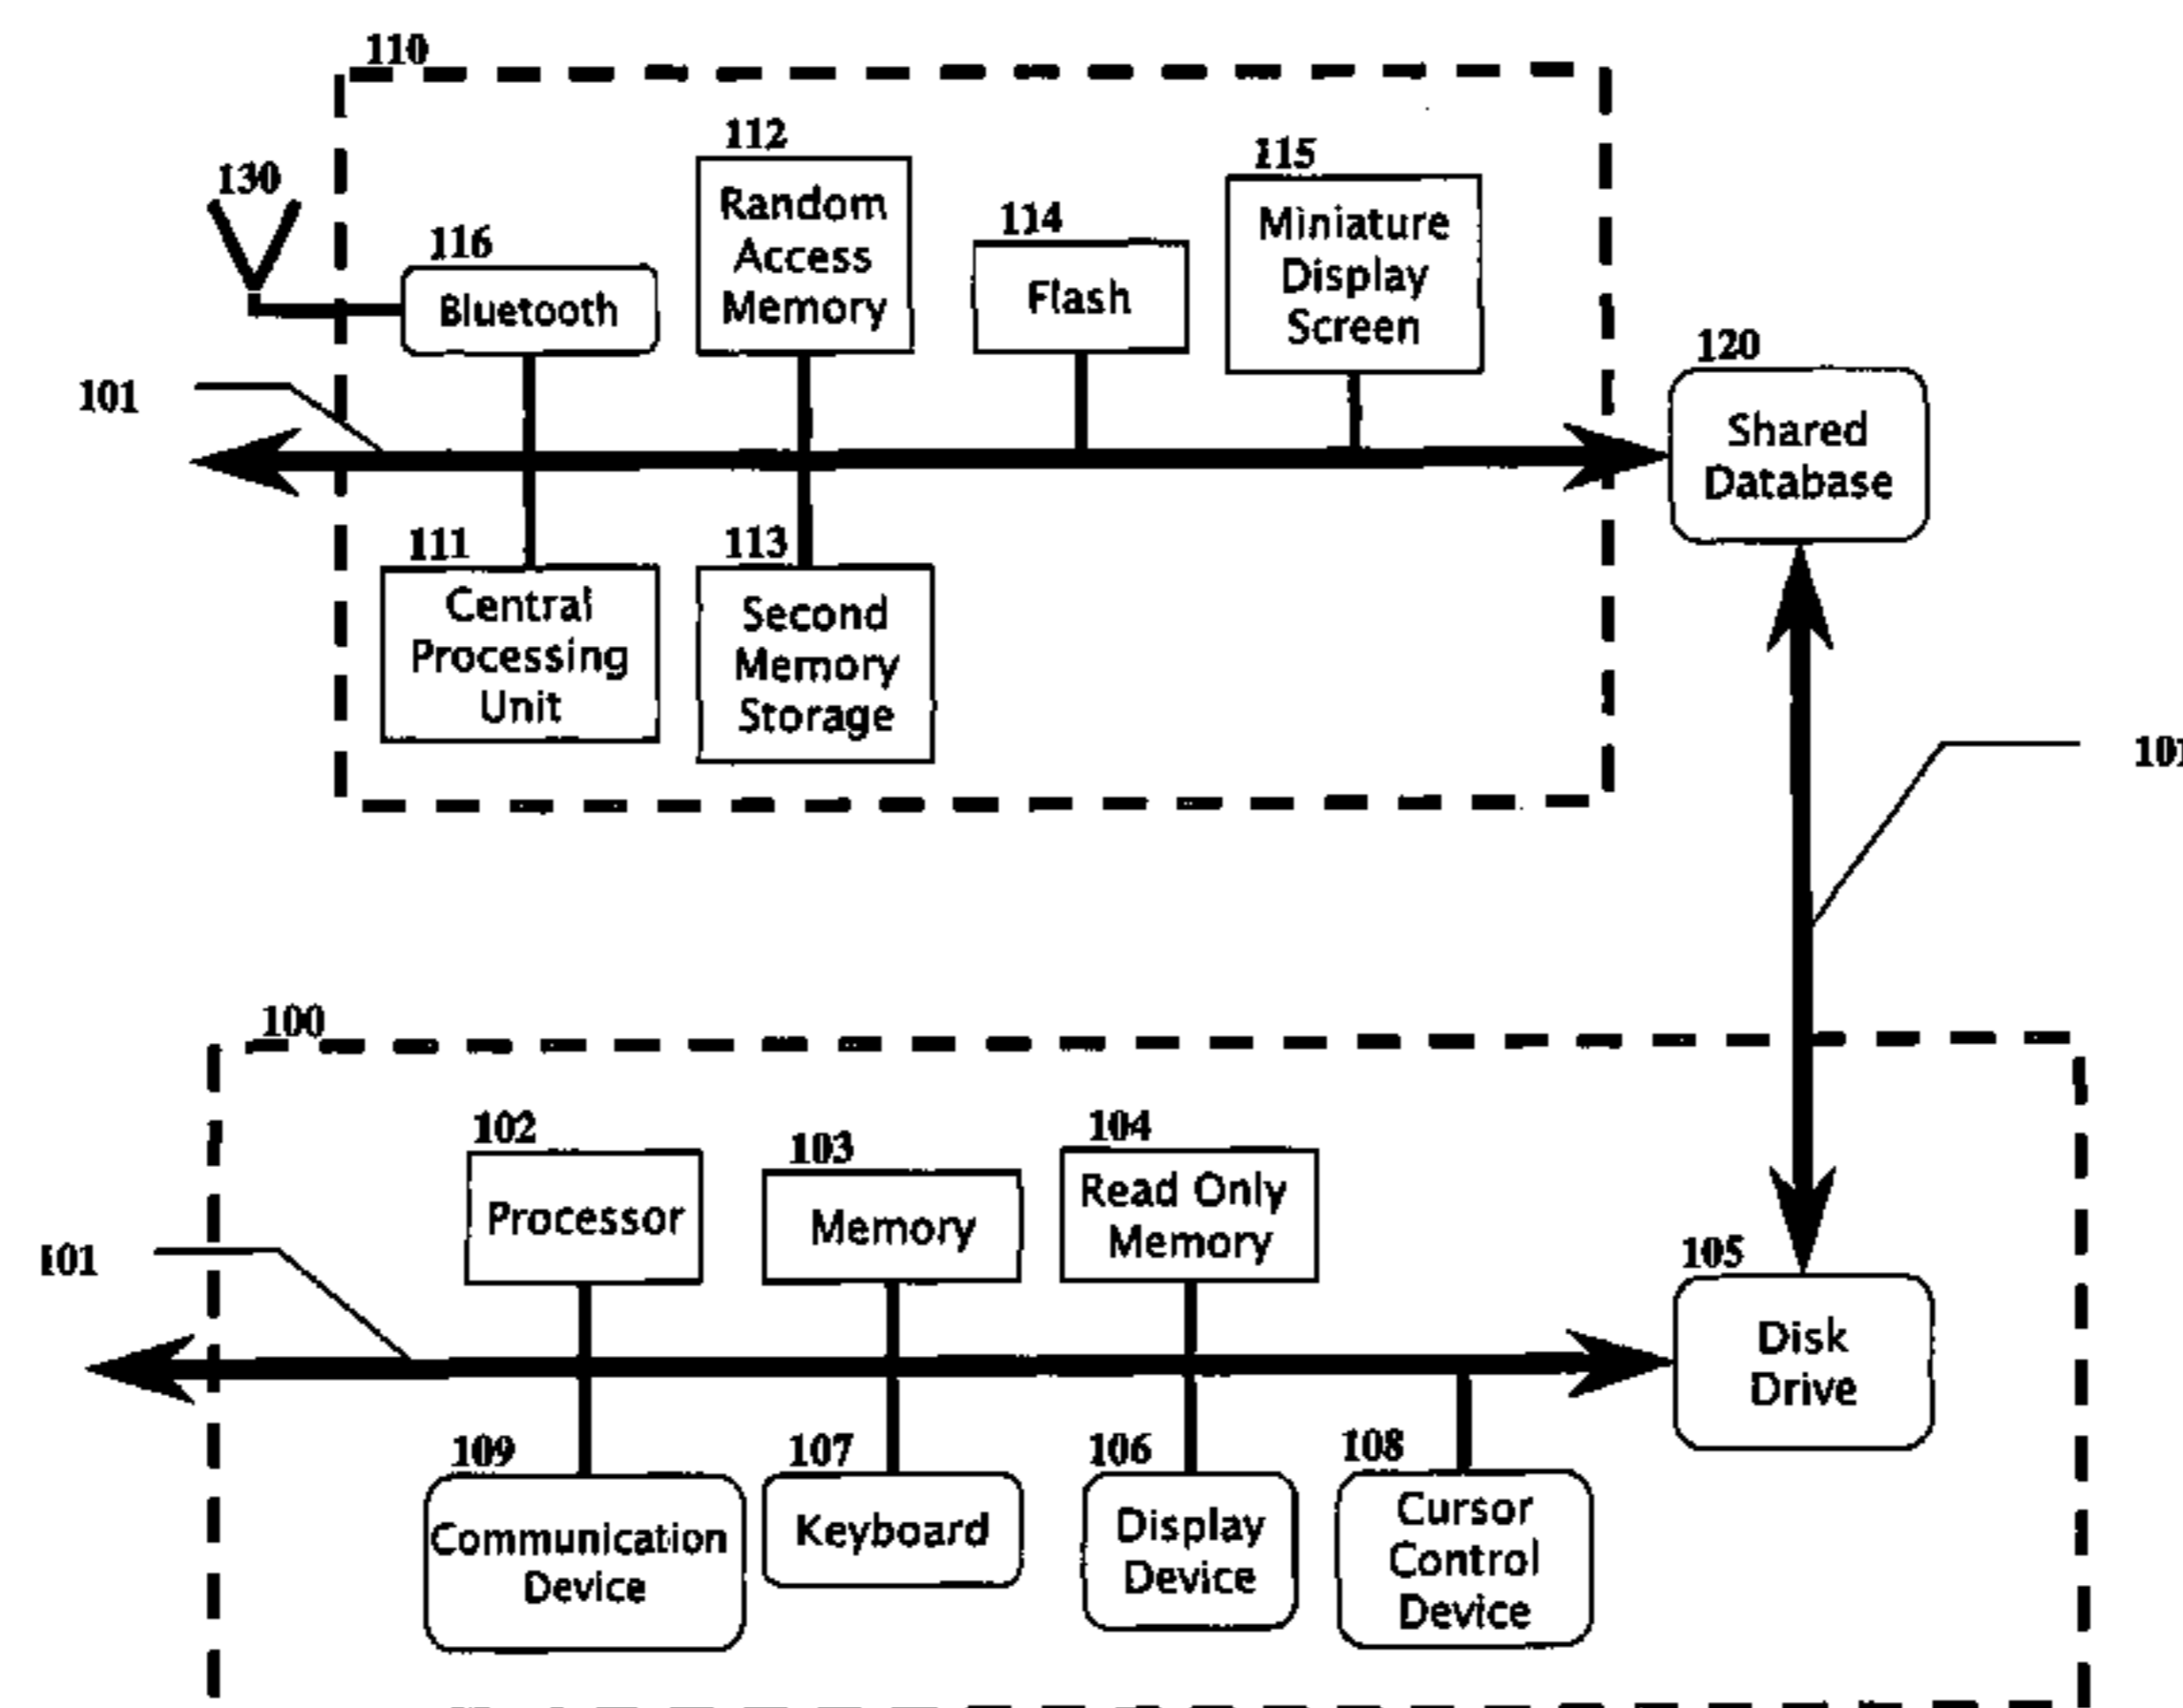 110
112
115
130
114
116
Random
Access
Memory
Miniature
Display
Screen
Flash
Bluetooth
120
101
Shared
Database
111
113
Central
Processing
Unit
Second
Memory
Storage
101
100
102
103
104
Processor
Memory
Read Only
Memory
101
105
Disk
Drive
109
107
106
108
Communication
Device
Keyboard
Display
Device
Cursor
Control
Device